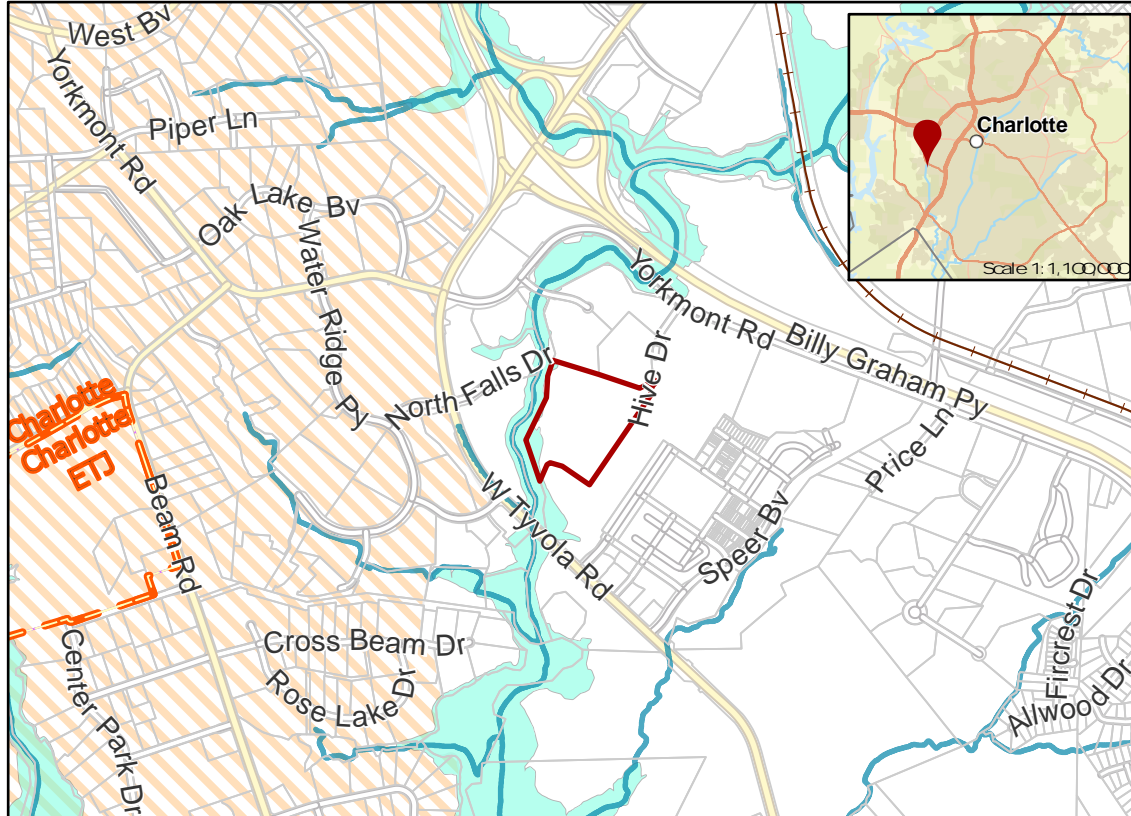 West Bv
Yorkmont Rd
Piper Ln
Oak Lake Bv
Water Ridge Py
North Falls Dr
Yorkmont Rd
Billy Graham Py
Hive Dr
Price Ln
Speer Bv
W Tyvola Rd
Charlotte
Charlotte
ETJ
Beam Rd
Cross Beam Dr
Rose Lake Dr
Center Park Dr
Fircrest Dr
Allwood Dr
Charlotte
Scale 1: 1,100,000